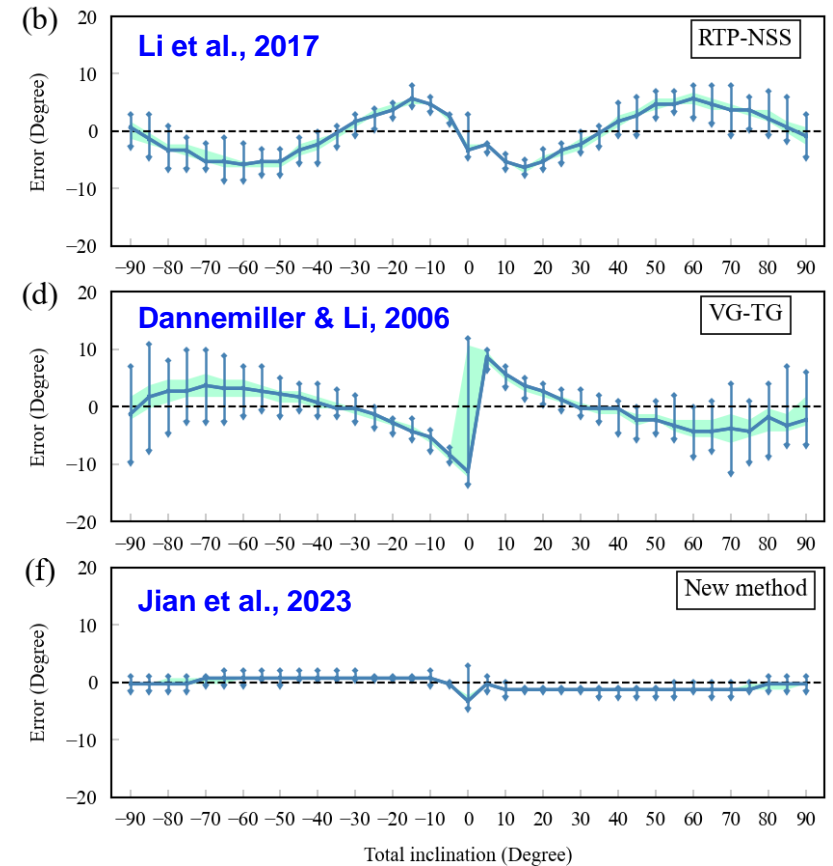 (b)
20
Li et al., 2017
RTP-NSS
10
0
−10
−20
Error (Degree)
−90 −80 −70 −60 −50 −40 −30 −20 −10 0 10 20 30 40 50 60 70 80 90
(d)
20
Dannemiller & Li, 2006
VG-TG
10
0
−10
−20
Error (Degree)
−90 −80 −70 −60 −50 −40 −30 −20 −10 0 10 20 30 40 50 60 70 80 90
(f)
20
Jian et al., 2023
New method
10
0
−10
−20
Error (Degree)
−90 −80 −70 −60 −50 −40 −30 −20 −10 0 10 20 30 40 50 60 70 80 90
Total inclination (Degree)